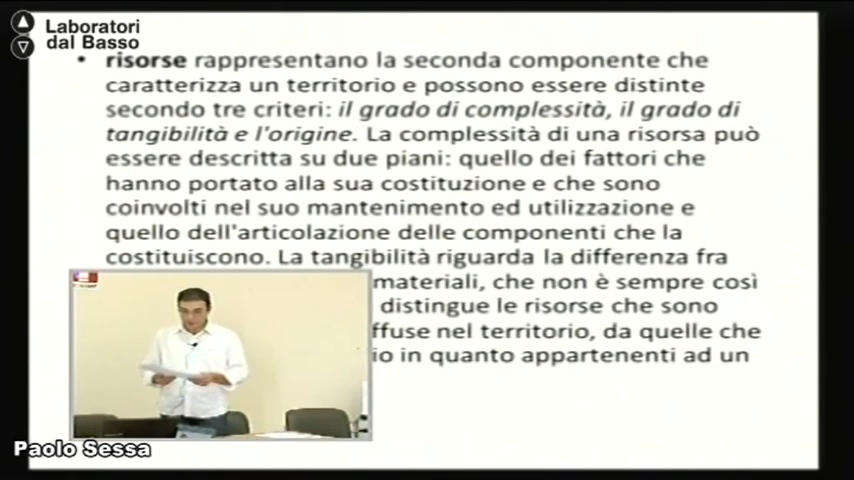 Laboratori
dal Basso
• risorse rappresentano la seconda componente che
caratterizza un territorio e possono essere distinte
secondo tre criteri: il grado di complessità, il grado di
tangibilità e l'origine. La complessità di una risorsa può
essere descritta su due piani: quello dei fattori che
hanno portato alla sua costituzione e che sono
coinvolti nel suo mantenimento ed utilizzazione e
quello dell'articolazione delle componenti che la
costituiscono. La tangibilità riguarda la differenza fra
materiali, che non è sempre così
distingue le risorse che sono
ffuse nel territorio, da quelle che
io in quanto appartenenti ad un
Paolo Sessa